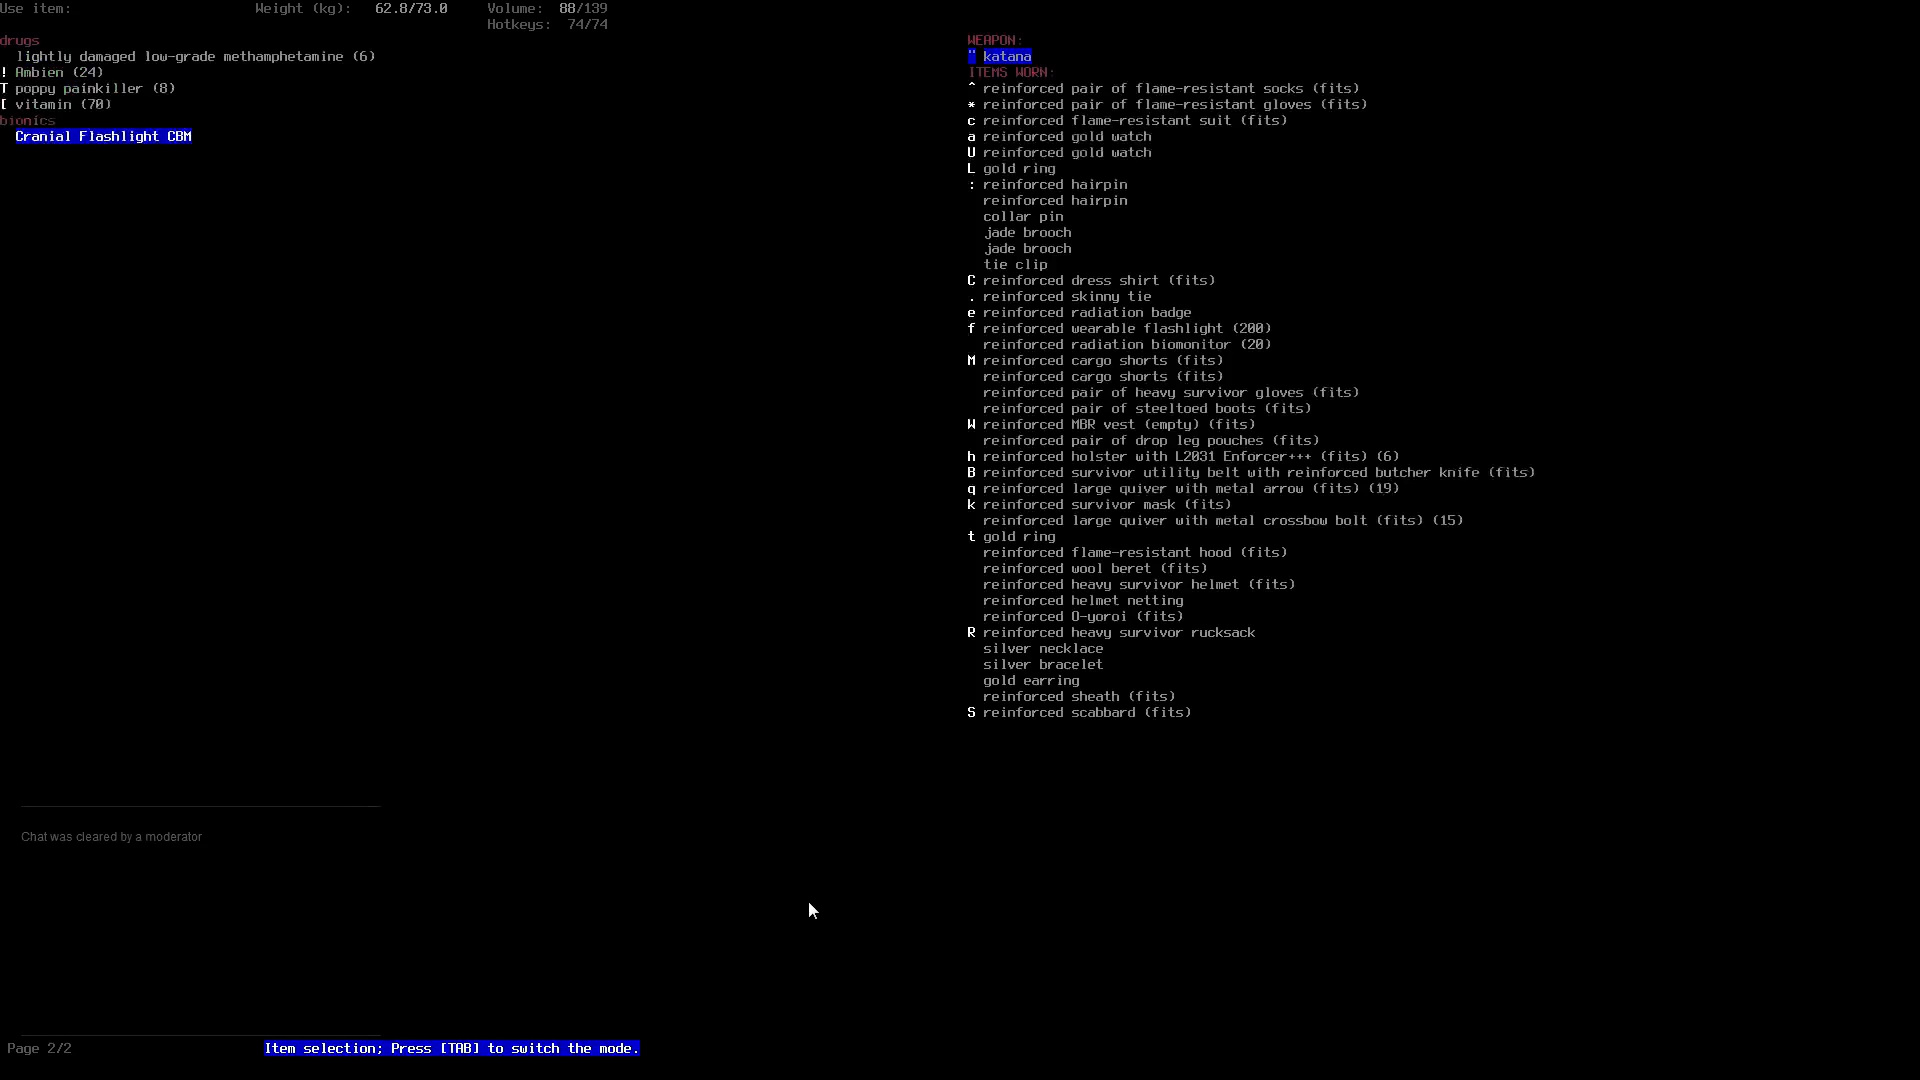 Use item: Weight (kg): 62.8/73.0 Volume: 88/139
Hotkeys: 74/74
drugs
lightly damaged low-grade methamphetamine (6)
! Ambien (24)
T poppy painkiller (8)
[ vitamin (70)
bionics
Cranial Flashlight CBM
WEAPON:
" katana
ITEMS WORN:
^ reinforced pair of flame-resistant socks (fits)
* reinforced pair of flame-resistant gloves (fits)
c reinforced flame-resistant suit (fits)
a reinforced gold watch
U reinforced gold watch
L gold ring
: reinforced hairpin
reinforced hairpin
collar pin
jade brooch
jade brooch
tie clip
C reinforced dress shirt (fits)
. reinforced skinny tie
e reinforced radiation badge
f reinforced wearable flashlight (200)
reinforced radiation biomonitor (20)
M reinforced cargo shorts (fits)
reinforced cargo shorts (fits)
reinforced pair of heavy survivor gloves (fits)
reinforced pair of steeltoed boots (fits)
W reinforced MBR vest (empty) (fits)
reinforced pair of drop leg pouches (fits)
h reinforced holster with L2031 Enforcer+++ (fits) (6)
B reinforced survivor utility belt with reinforced butcher knife (fits)
q reinforced large quiver with metal arrow (fits) (19)
k reinforced survivor mask (fits)
reinforced large quiver with metal crossbow bolt (fits) (15)
t gold ring
reinforced flame-resistant hood (fits)
reinforced wool beret (fits)
reinforced heavy survivor helmet (fits)
reinforced helmet netting
reinforced O-yoroi (fits)
R reinforced heavy survivor rucksack
silver necklace
silver bracelet
gold earring
reinforced sheath (fits)
S reinforced scabbard (fits)
Chat was cleared by a moderator
Page 2/2 Item selection; Press [TAB] to switch the mode.